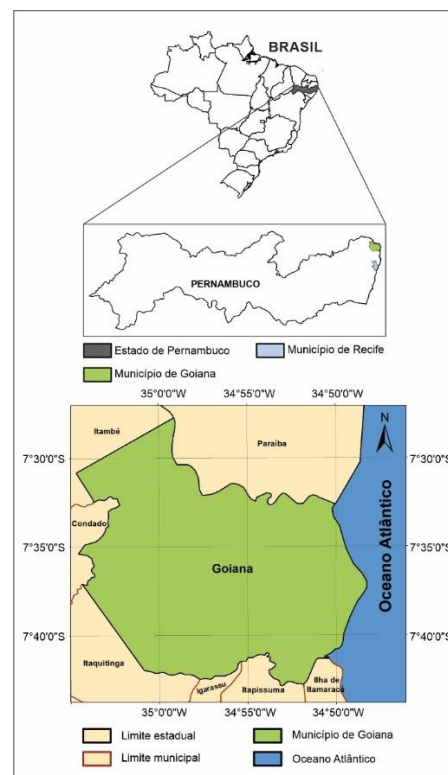 BRASIL
PERNAMBUCO
Estado de Pernambuco
Município de Recife
Município de Goiana
35°0'0"W 34°55'0"W 34°50'0"W
Itambé
Paraíba
N
7°30'0"S
7°30'0"S
Condado
Oceano Atlântico
7°35'0"S
7°35'0"S
Goiana
7°40'0"S
7°40'0"S
Itaquitinga
Igarassu
Itapissuma
Ilha de
Itamaracá
35°0'0"W 34°55'0"W 34°50'0"W
Limite estadual
Município de Goiana
Limite municipal
Oceano Atlântico